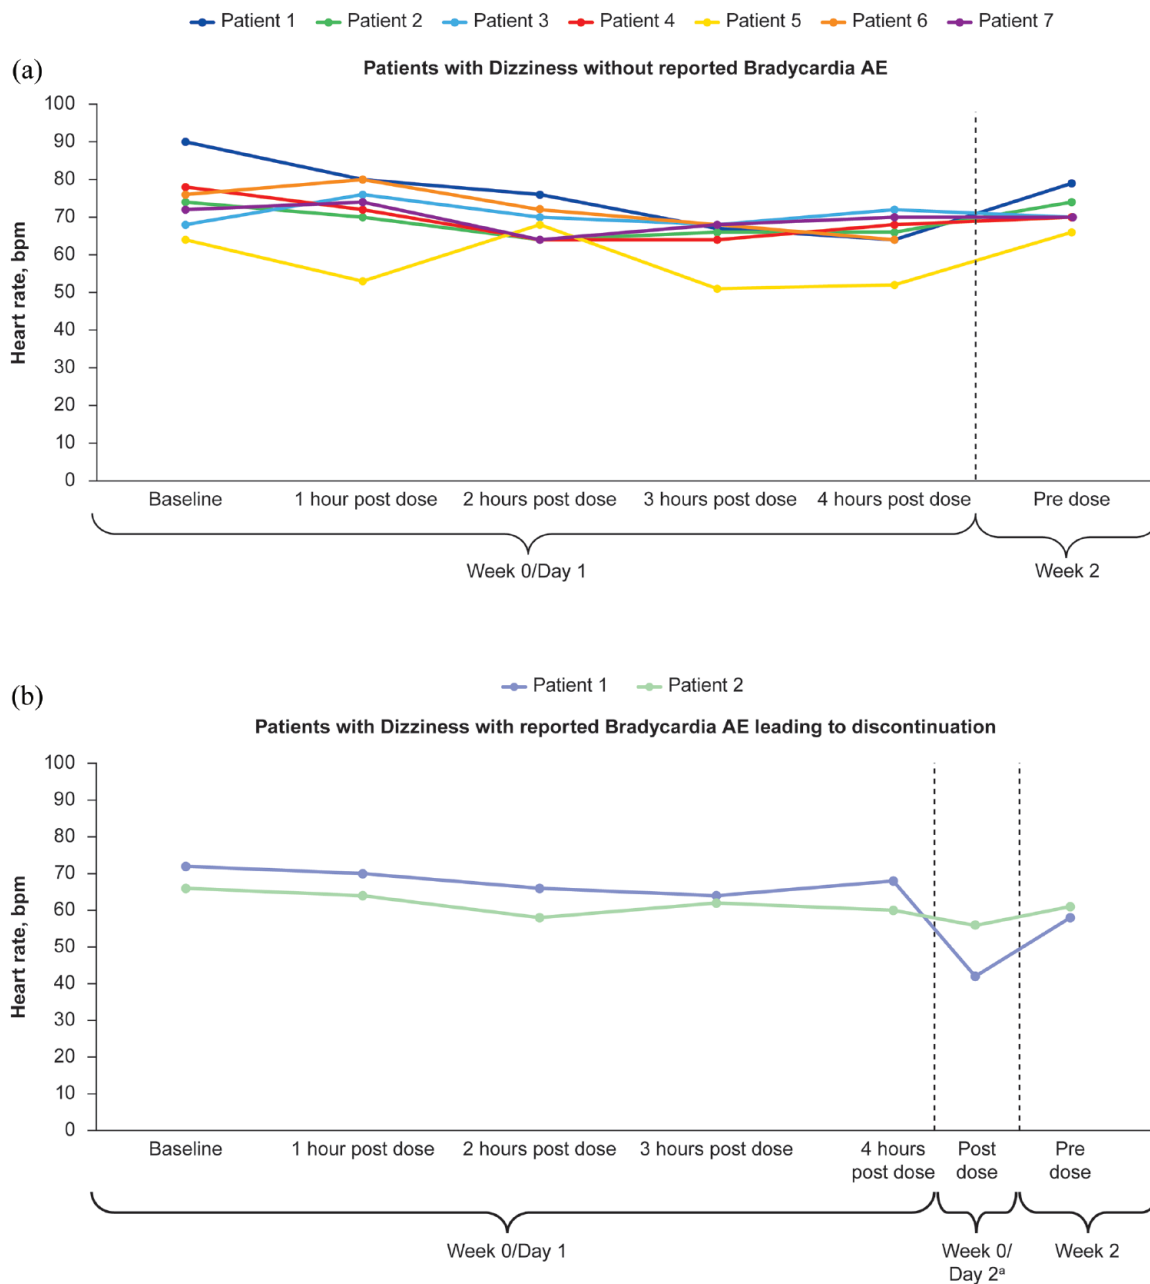 Patient 1 Patient 2 Patient 3 Patient 4 Patient 5 Patient 6 Patient 7
(a)
Patients with Dizziness without reported Bradycardia AE
100
90
80
70
60
50
40
30
20
10
0
Heart rate, bpm
Baseline 1 hour post dose 2 hours post dose 3 hours post dose 4 hours post dose Pre dose
Week 0/Day 1 Week 2
(b)
Patient 1 Patient 2
Patients with Dizziness with reported Bradycardia AE leading to discontinuation
100
90
80
70
60
50
40
30
20
10
0
Heart rate, bpm
Baseline 1 hour post dose 2 hours post dose 3 hours post dose 4 hours Post Pre
post dose dose dose
Week 0/Day 1 Week 0/ Week 2
Day 2ᵃ